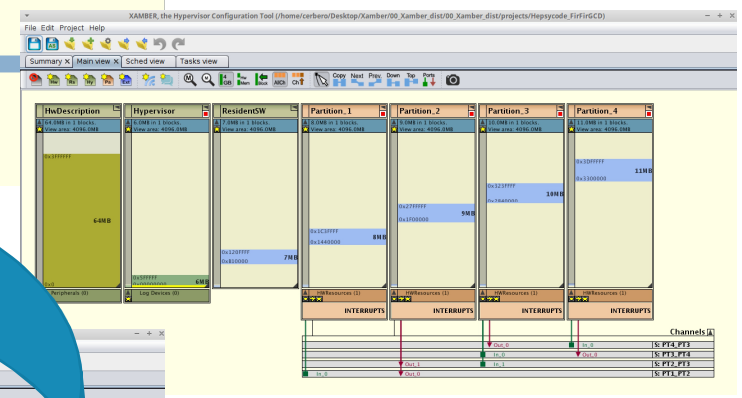 XAMBER, the Hypervisor Configuration Tool (/home/cerbero/Desktop/Xamber/00_Xamber_dist/00_Xamber_dist/projects/Hepsycode_FirFirGCD)
File Edit Project Help
Summary Main view Sched view Tasks view
Copy Next Prev. Down Top Ports
HwDescription Hypervisor ResidentSW Partition_1 Partition_2 Partition_3 Partition_4
64.0MB in 1 blocks. 6.0MB in 1 blocks. 7.0MB in 1 blocks. 8.0MB in 1 blocks. 9.0MB in 1 blocks. 10.0MB in 1 blocks. 11.0MB in 1 blocks.
View area: 4096.0MB View area: 4096.0MB View area: 4096.0MB View area: 4096.0MB View area: 4096.0MB View area: 4096.0MB View area: 4096.0MB
0x3FFFFFF
11MB
0x3300000
10MB
0x27FFFFF
9MB
0x1F00000
64MB
8MB
0x1440000
0x120FFFF
7MB
0x5FFFFF
6MB
0x0
Peripherals (0) Log Devices (0) HWResources (1) HWResources (1) HWResources (1) HWResources (1)
INTERRUPTS INTERRUPTS INTERRUPTS INTERRUPTS
Channels
Out_0 In_0 S: PT4_PT3
In_0 Out_0 S: PT3_PT4
Out_1 In_1 S: PT2_PT3
In_0 Out_0 S: PT1_PT2